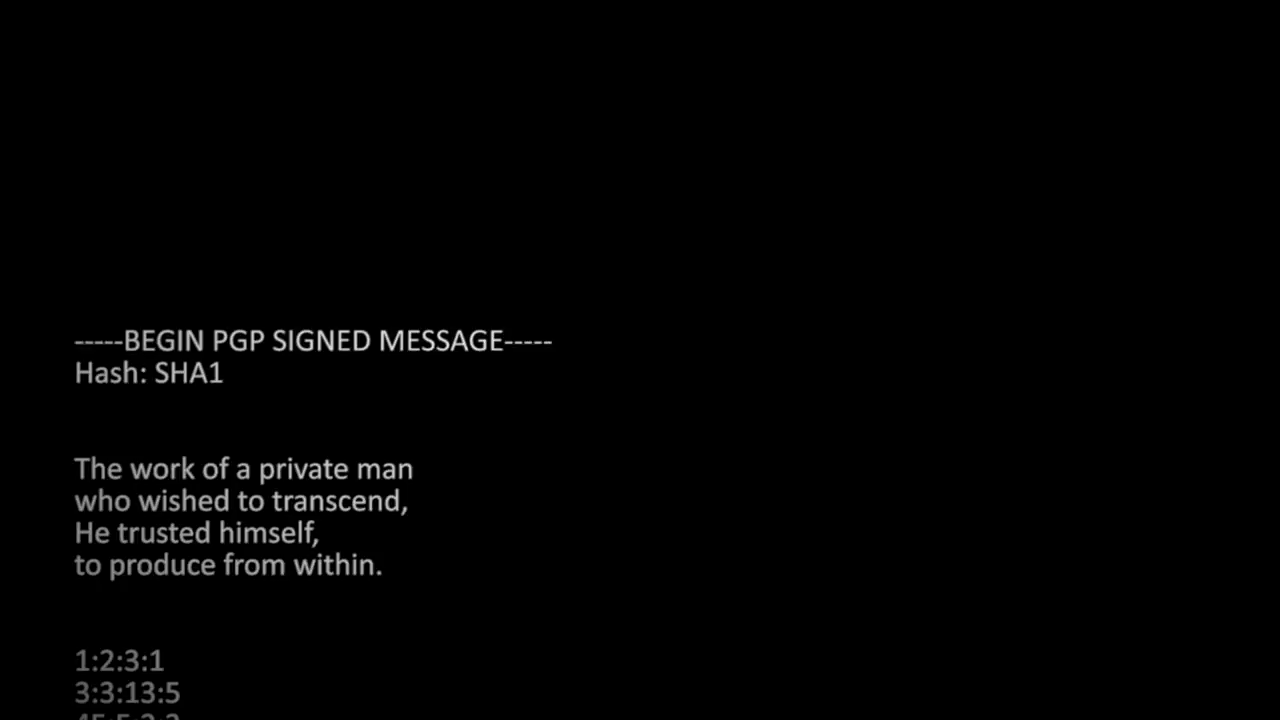 -----BEGIN PGP SIGNED MESSAGE-----
Hash: SHA1
The work of a private man
who wished to transcend,
He trusted himself,
to produce from within.
1:2:3:1
3:3:13:5